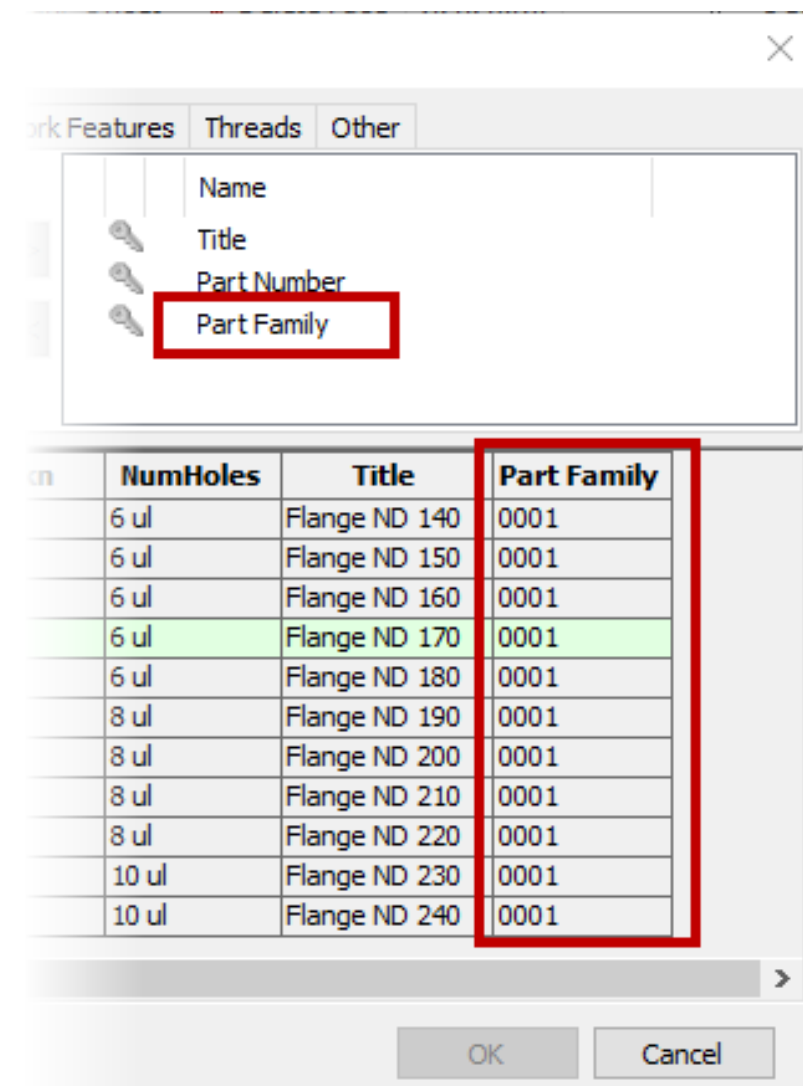 Features Threads Other
Name
Title
Part Number
Part Family
NumHoles Title Part Family
6 ul Flange ND 140 0001
6 ul Flange ND 150 0001
6 ul Flange ND 160 0001
6 ul Flange ND 170 0001
6 ul Flange ND 180 0001
8 ul Flange ND 190 0001
8 ul Flange ND 200 0001
8 ul Flange ND 210 0001
8 ul Flange ND 220 0001
10 ul Flange ND 230 0001
10 ul Flange ND 240 0001
OK Cancel